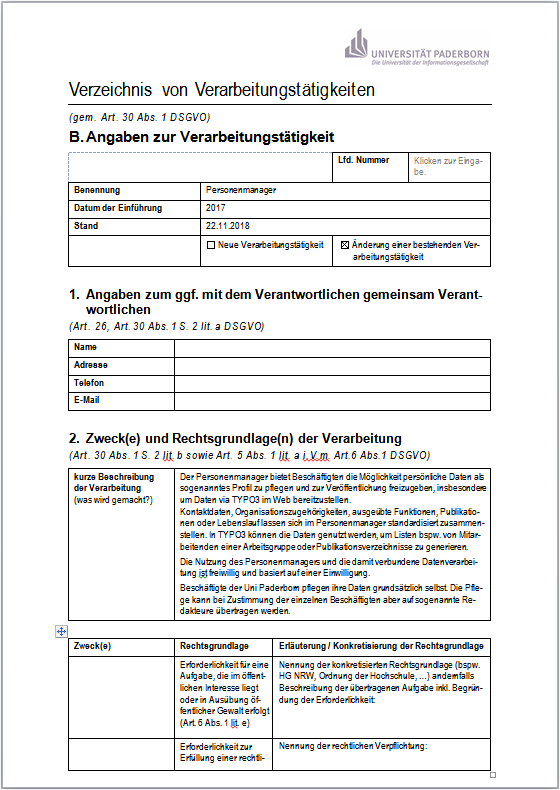 UNIVERSITÄT PADERBORN
Die Universität der Informationsgesellschaft
Verzeichnis von Verarbeitungstätigkeiten
(gem. Art. 30 Abs. 1 DSGVO)
B. Angaben zur Verarbeitungstätigkeit
Lfd. Nummer Klicken zur Einga-
be.
Benennung Personenmanager
Datum der Einführung 2017
Stand 22.11.2018
☐ Neue Verarbeitungstätigkeit ☒ Änderung einer bestehenden Ver-
arbeitungstätigkeit
1. Angaben zum ggf. mit dem Verantwortlichen gemeinsam Verant-
wortlichen
(Art. 26, Art. 30 Abs. 1 S. 2 lit. a DSGVO)
Name
Adresse
Telefon
E-Mail
2. Zweck(e) und Rechtsgrundlage(n) der Verarbeitung
(Art. 30 Abs. 1 S. 2 lit. b sowie Art. 5 Abs. 1 lit. a i.V.m. Art.6 Abs.1 DSGVO)
kurze Beschreibung
der Verarbeitung
(was wird gemacht?)
Der Personenmanager bietet Beschäftigten die Möglichkeit persönliche Daten als
sogenanntes Profil zu pflegen und zur Veröffentlichung freizugeben, insbesondere
um Daten via TYPO3 im Web bereitzustellen.
Kontaktdaten, Organisationszugehörigkeiten, ausgeübte Funktionen, Publikatio-
nen oder Lebenslauf lassen sich im Personenmanager standardisiert zusammen-
stellen. In TYPO3 können die Daten genutzt werden, um Listen bspw. von Mitar-
beitenden einer Arbeitsgruppe oder Publikationsverzeichnisse zu generieren.
Die Nutzung des Personenmanagers und die damit verbundene Datenverarbei-
tung ist freiwillig und basiert auf einer Einwilligung.
Beschäftigte der Uni Paderborn pflegen ihre Daten grundsätzlich selbst. Die Pfle-
ge kann bei Zustimmung der einzelnen Beschäftigten aber auf sogenannte Re-
dakteure übertragen werden.
Zweck(e) Rechtsgrundlage Erläuterung / Konkretisierung der Rechtsgrundlage
Erforderlichkeit für eine
Aufgabe, die im öffent-
lichen Interesse liegt
oder in Ausübung öf-
fentlicher Gewalt erfolgt
(Art. 6 Abs. 1 lit. e)
Nennung der konkretisierten Rechtsgrundlage (bspw.
HG NRW, Ordnung der Hochschule, ...) andernfalls
Beschreibung der übertragenen Aufgabe inkl. Begrün-
dung der Erforderlichkeit:
Erforderlichkeit zur
Erfüllung einer rechtli-
Nennung der rechtlichen Verpflichtung: